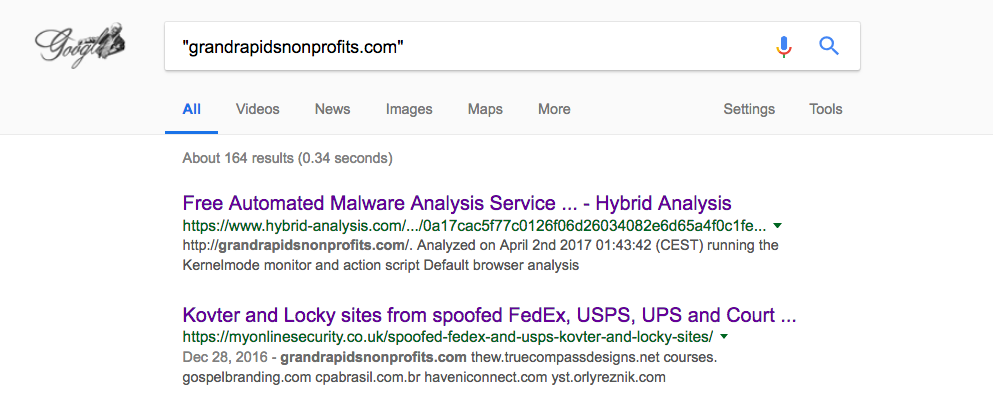 Google
"grandrapidsnonprofits.com"
All Videos News Images Maps More Settings Tools
About 164 results (0.34 seconds)
Free Automated Malware Analysis Service ... - Hybrid Analysis
https://www.hybrid-analysis.com/.../0a17cac5f77c0126f06d26034082e6d65a4f0c1fe...
http://grandrapidsnonprofits.com/. Analyzed on April 2nd 2017 01:43:42 (CEST) running the
Kernelmode monitor and action script Default browser analysis
Kovter and Locky sites from spoofed FedEx, USPS, UPS and Court ...
https://myonlinesecurity.co.uk/spoofed-fedex-and-usps-kovter-and-locky-sites/
Dec 28, 2016 - grandrapidsnonprofits.com thew.truecompassdesigns.net courses.
gospelbranding.com cpabrasil.com.br haveniconnect.com yst.orlyreznik.com